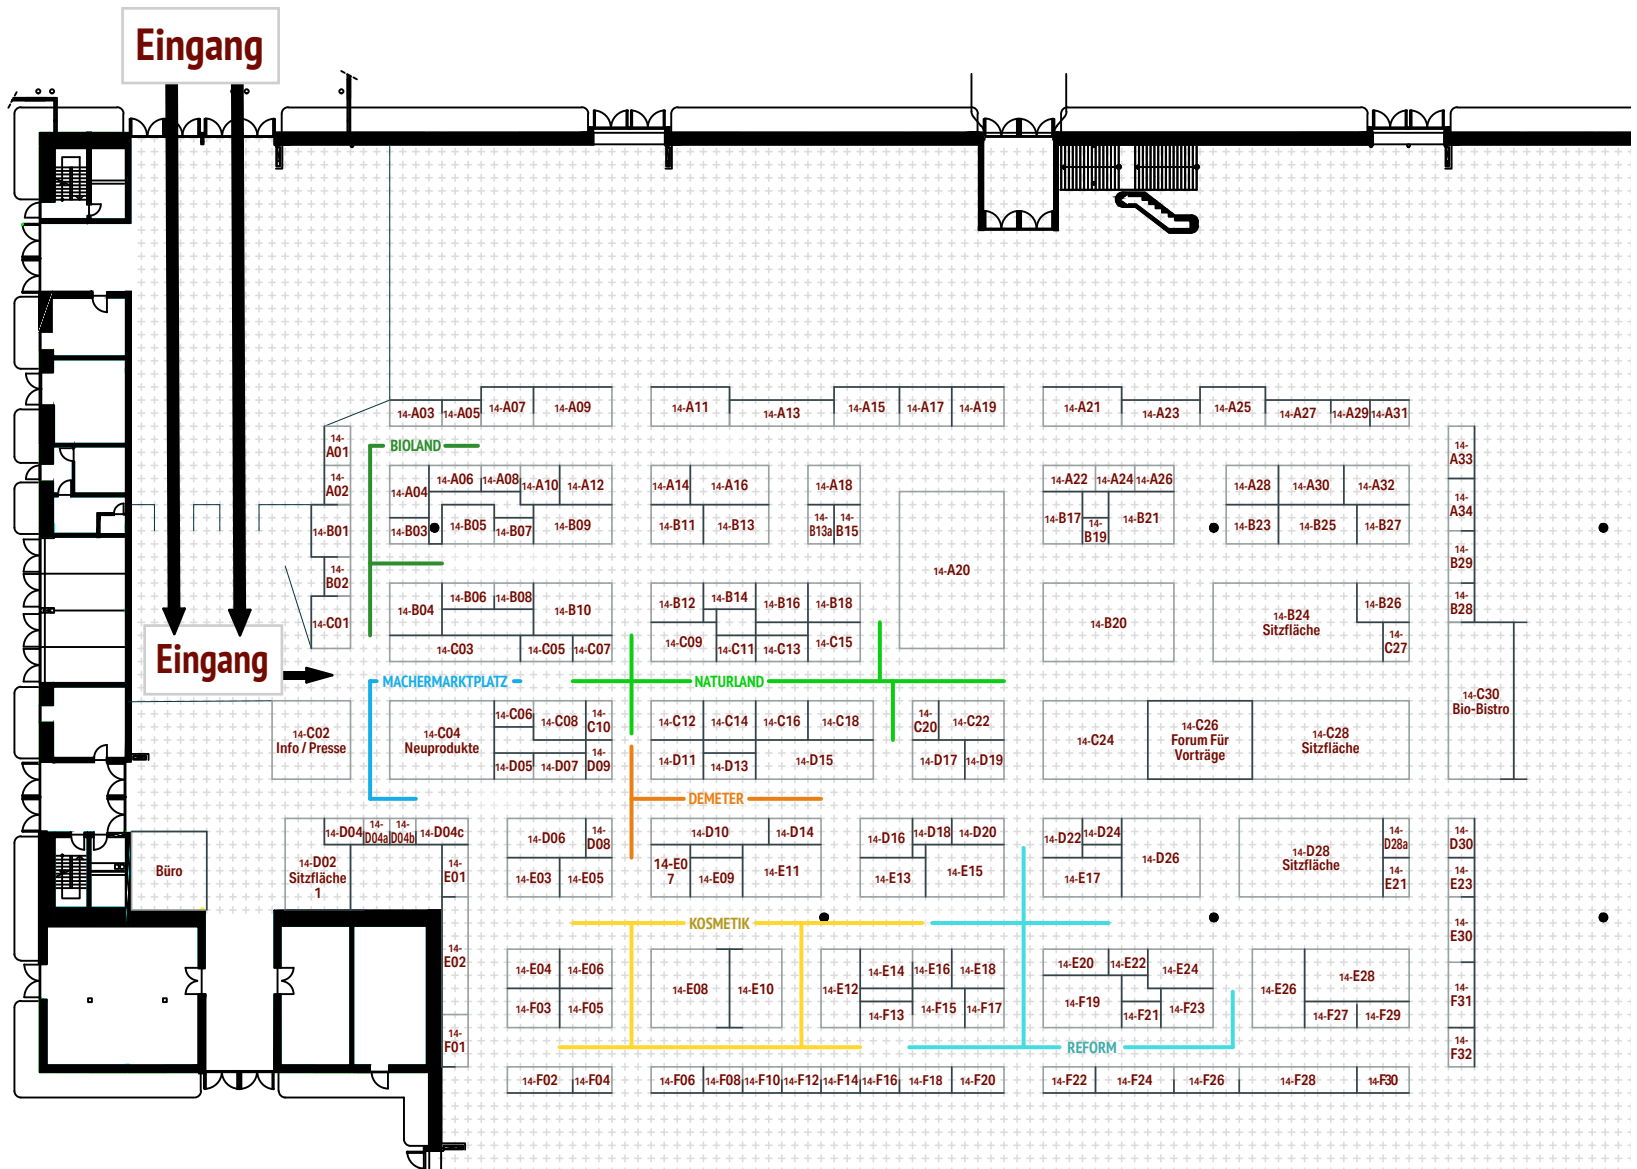 Eingang
14-A03
14-A05
14-A07
14-A09
14-A11
14-A13
14-A15
14-A17
14-A19
14-A21
14-A23
14-A25
14-A27
14-A29
14-A31
14-
A01
BIOLAND
14-
A33
14-
A02
14-A04
14-A06
14-A08
14-A10
14-A12
14-A14
14-A16
14-A18
14-A22
14-A24
14-A26
14-A28
14-A30
14-A32
14-
A34
14-B01
14-B03
14-B05
14-B07
14-B09
14-B11
14-B13
14-
B13a
14-
B15
14-B17
14-
B19
14-B21
14-B23
14-B25
14-B27
14-
B29
14-
B02
14-A20
14-C01
14-B04
14-B06
14-B08
14-B10
14-B12
14-B14
14-B16
14-B18
14-B20
14-B24
Sitzfläche
14-B26
14-
B28
14-C03
14-C05
14-C07
14-C09
14-C11
14-C13
14-C15
14-
C27
Eingang
MACHERMARKTPLATZ
NATURLAND
14-C30
Bio-Bistro
14-C02
Info / Presse
14-C04
Neuprodukte
14-C06
14-C08
14-
C10
14-C12
14-C14
14-C16
14-C18
14-
C20
14-C22
14-C24
14-C26
Forum Für
Vorträge
14-C28
Sitzfläche
14-D05
14-D07
14-
D09
14-D11
14-D13
14-D15
14-D17
14-D19
DEMETER
14-D04
14-
D04a
14-
D04b
14-D04c
14-D06
14-
D08
14-D10
14-D14
14-D16
14-D18
14-D20
14-D22
14-D24
14-D26
14-D28
Sitzfläche
14-
D28a
14-
D30
Büro
14-D02
Sitzfläche
1
14-
E01
14-E03
14-E05
14-E0
7
14-E09
14-E11
14-E13
14-E15
14-E17
14-
E21
14-
E23
KOSMETIK
14-
E02
14-E04
14-E06
14-E08
14-E10
14-E12
14-E14
14-E16
14-E18
14-E20
14-E22
14-E24
14-E26
14-E28
14-
E30
14-F03
14-F05
14-F13
14-F15
14-F17
14-F19
14-F21
14-F23
14-F27
14-F29
14-
F31
14-
F01
REFORM
14-
F32
14-F02
14-F04
14-F06
14-F08
14-F10
14-F12
14-F14
14-F16
14-F18
14-F20
14-F22
14-F24
14-F26
14-F28
14-F30